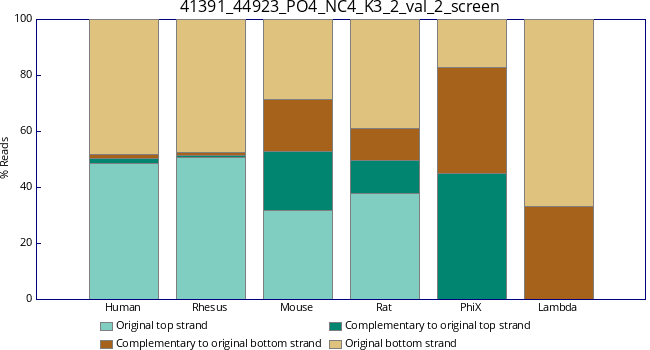 41391_44923_PO4_NC4_K3_2_val_2_screen
100
80
60
40
20
0
% Reads
Human Rhesus Mouse Rat PhiX Lambda
Original top strand Complementary to original top strand
Complementary to original bottom strand Original bottom strand